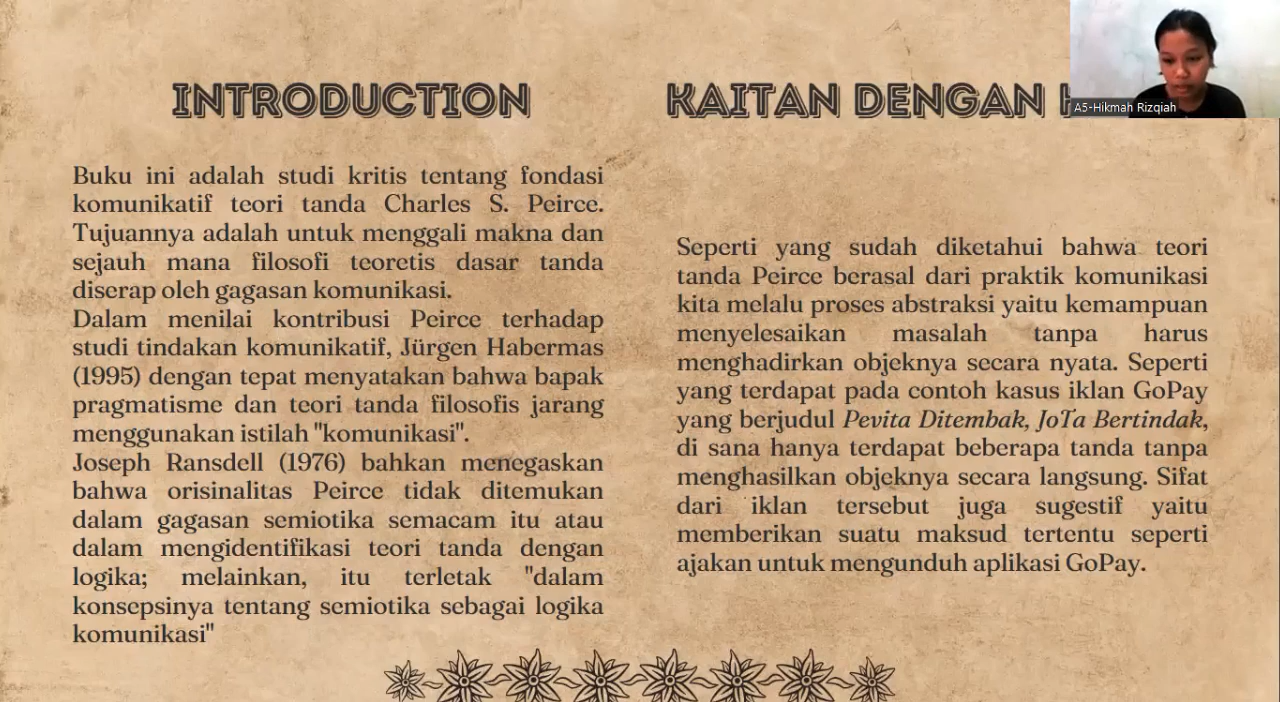 INTRODUCTION
Buku ini adalah studi kritis tentang fondasi
komunikatif teori tanda Charles S. Peirce.
Tujuannya adalah untuk menggali makna dan
sejauh mana filosofi teoretis dasar tanda
diserap oleh gagasan komunikasi.
Dalam menilai kontribusi Peirce terhadap
studi tindakan komunikatif, Jürgen Habermas
(1995) dengan tepat menyatakan bahwa bapak
pragmatisme dan teori tanda filosofis jarang
menggunakan istilah "komunikasi".
Joseph Ransdell (1976) bahkan menegaskan
bahwa orisinalitas Peirce tidak ditemukan
dalam gagasan semiotika semacam itu atau
dalam mengidentifikasi teori tanda dengan
logika; melainkan, itu terletak "dalam
konsepsinya tentang semiotika sebagai logika
komunikasi"
KAITAN DENGAN
Seperti yang sudah diketahui bahwa teori
tanda Peirce berasal dari praktik komunikasi
kita melalu proses abstraksi yaitu kemampuan
menyelesaikan masalah tanpa harus
menghadirkan objeknya secara nyata. Seperti
yang terdapat pada contoh kasus iklan GoPay
yang berjudul Pevita Ditembak, JoTa Bertindak,
di sana hanya terdapat beberapa tanda tanpa
menghasilkan objeknya secara langsung. Sifat
dari iklan tersebut juga sugestif yaitu
memberikan suatu maksud tertentu seperti
ajakan untuk mengunduh aplikasi GoPay.
A5-Hikmah Rizqiah